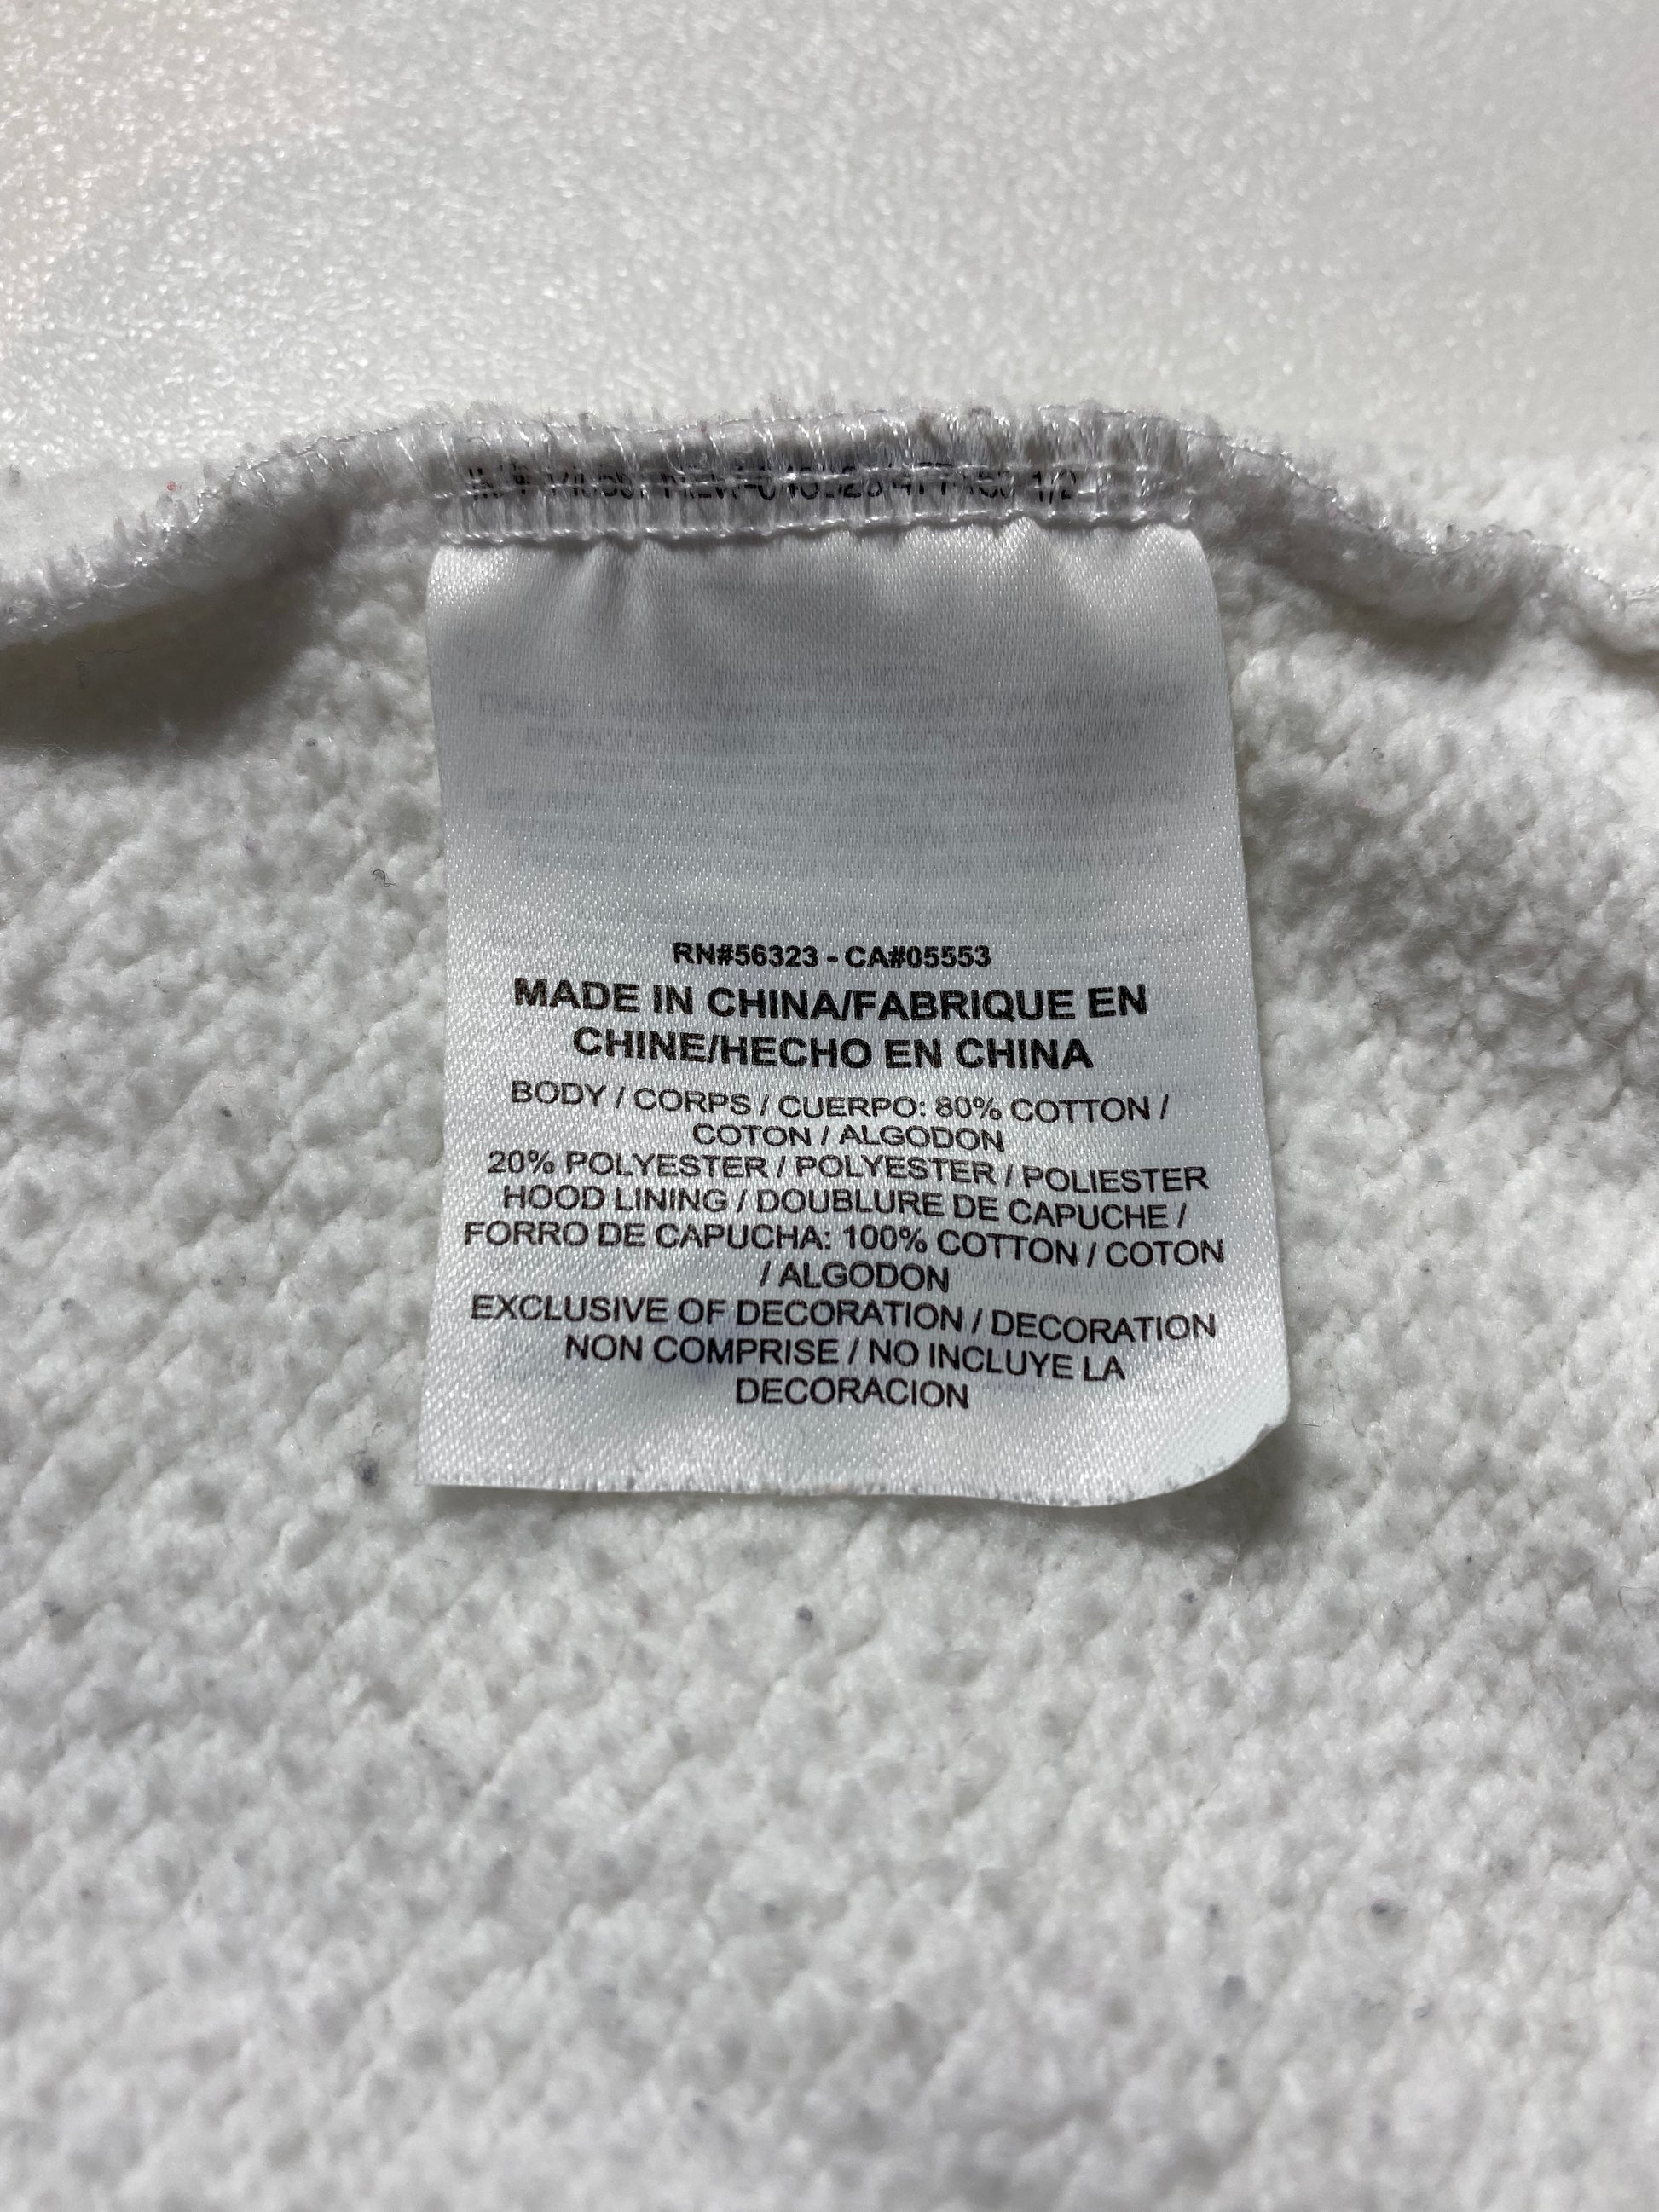 1/2
RN#56323 - CA#05553
MADE IN CHINA/FABRIQUE EN
CHINE/HECHO EN CHINA
BODY / CORPS / CUERPO: 80% COTTON /
COTON / ALGODON
20% POLYESTER / POLYESTER / POLIESTER
HOOD LINING / DOUBLURE DE CAPUCHE /
FORRO DE CAPUCHA: 100% COTTON / COTON
/ ALGODON
EXCLUSIVE OF DECORATION / DECORATION
NON COMPRISE / NO INCLUYE LA
DECORACION